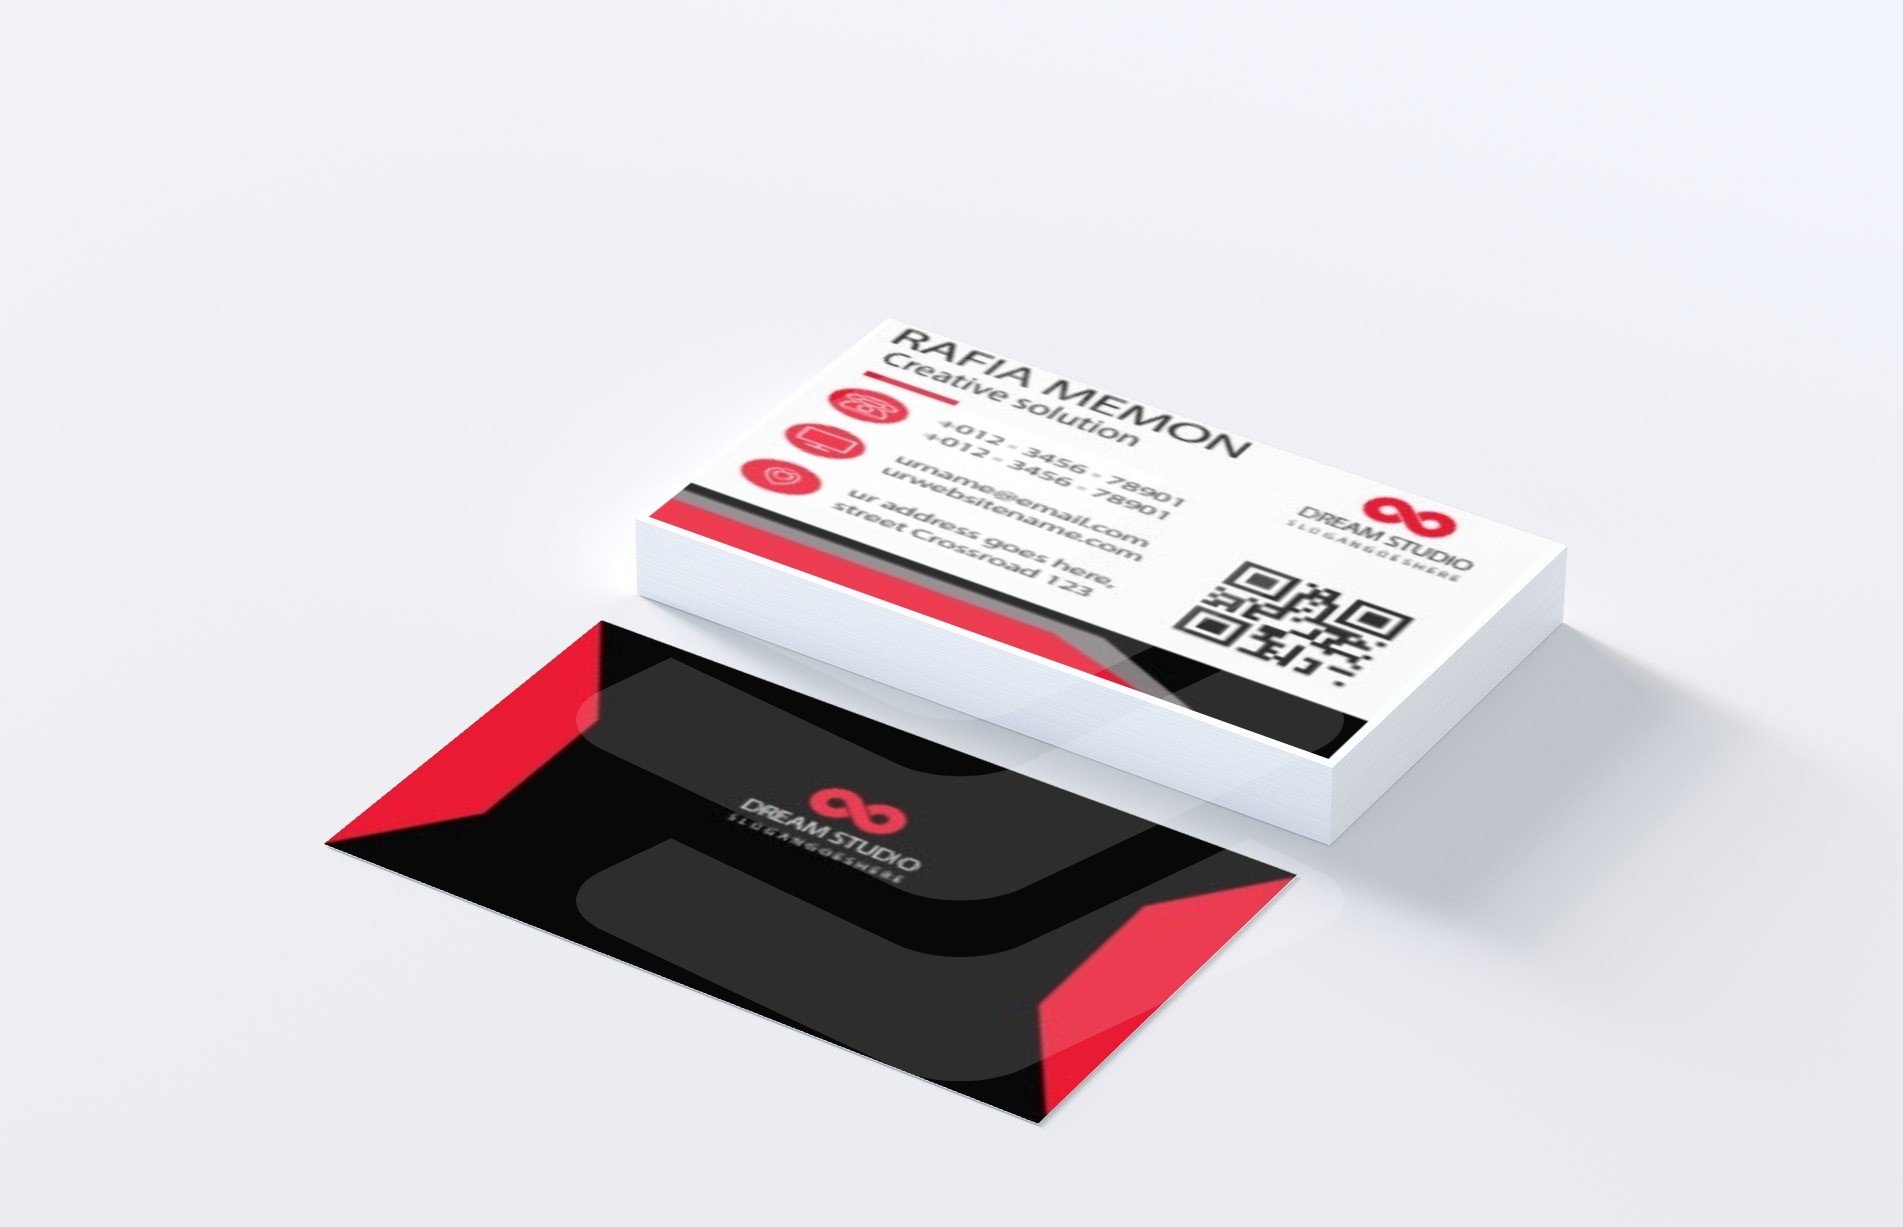 RAFIA MEMON
Creative solution
+012 - 3456 - 78901
+012 - 3456 - 78901
urname@email.com
urwebsitename.com
ur address goes here,
street Crossroad 123
DREAM STUDIO
SLOGANGOESHERE
DREAM STUDIO
SLOGANGOESHERE